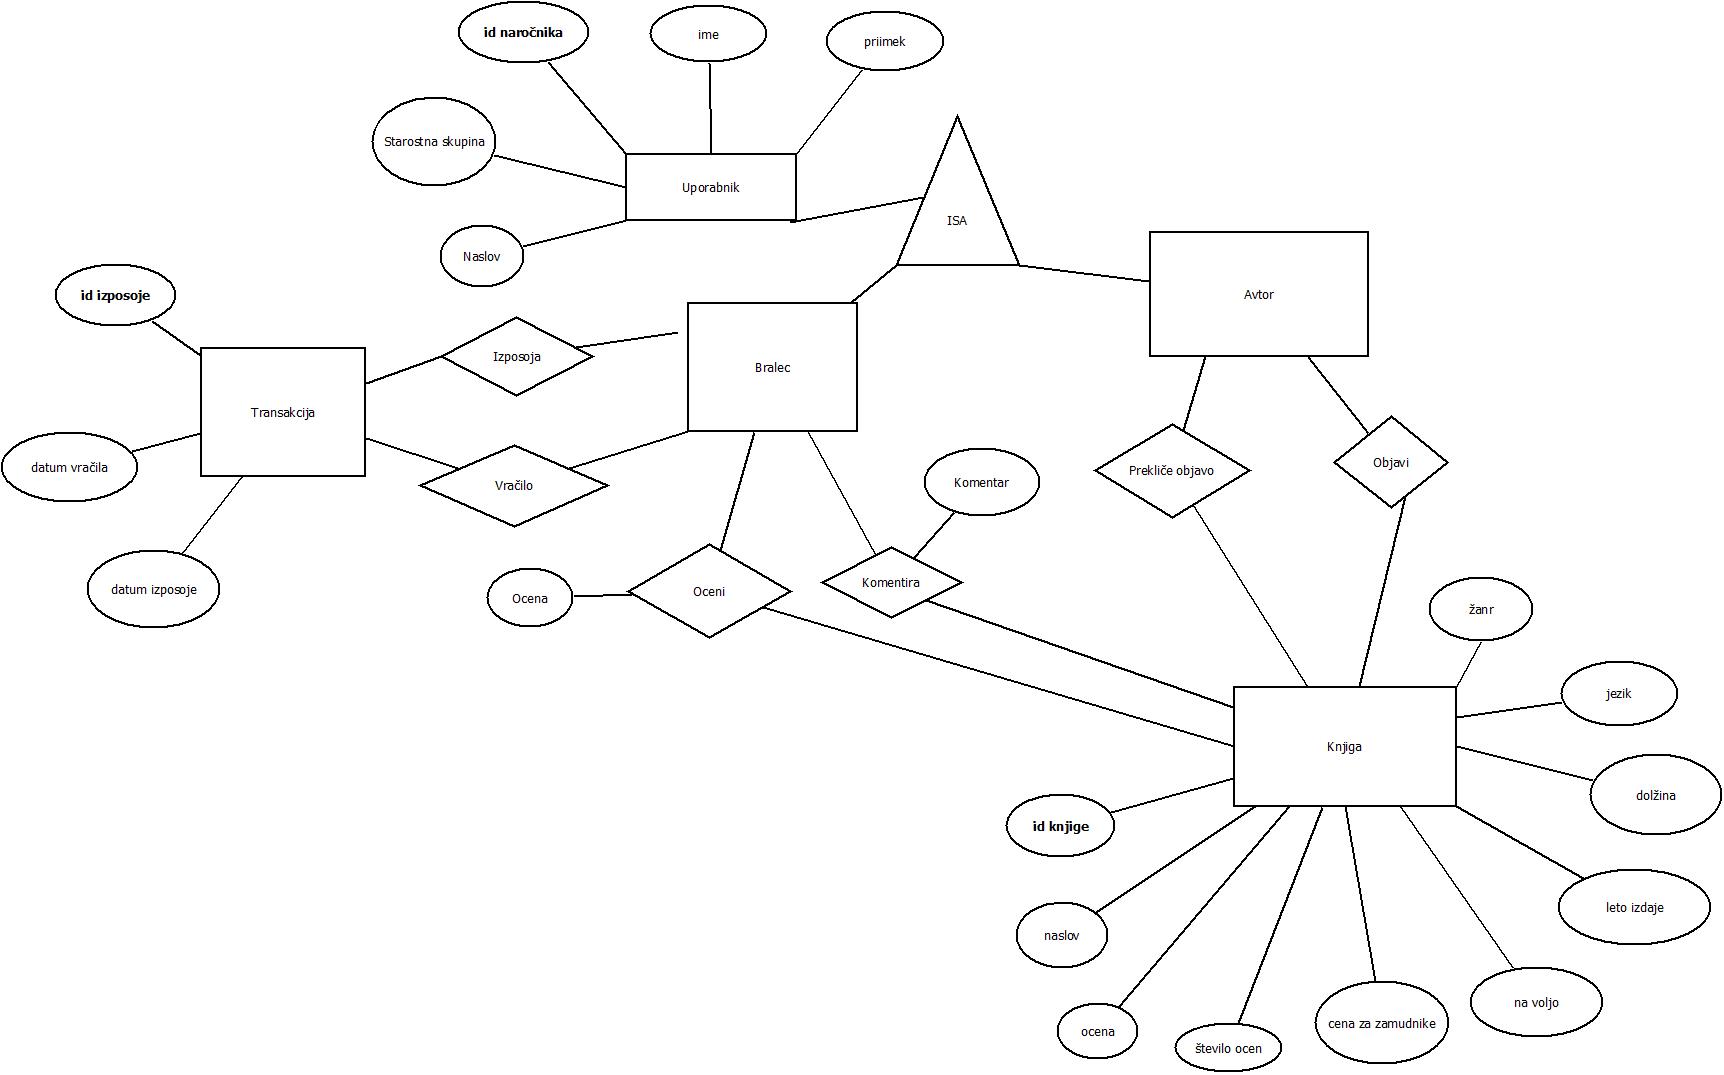 id naročnika
ime
priimek
Starostna skupina
Uporabnik
ISA
Naslov
id izposoje
Avtor
Izposoja
Bralec
Transakcija
datum vračila
Vračilo
Prekliče objavo
Objavi
Komentar
datum izposoje
Ocena
Oceni
Komentira
žanr
jezik
Knjiga
dolžina
id knjige
leto izdaje
naslov
na voljo
ocena
število ocen
cena za zamudnike